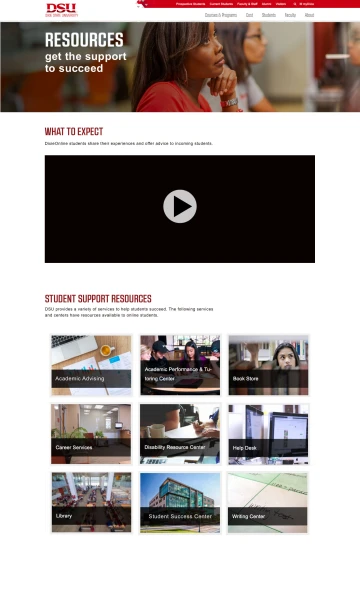 DSU
DIXIE STATE UNIVERSITY
Prospective Students Current Students Faculty & Staff Alumni Visitors
Courses & Programs Cost Students Results About
RESOURCES
get the support
to succeed
WHAT TO EXPECT
DixieOnline students share their experiences and offer advice to incoming students.
STUDENT SUPPORT RESOURCES
DSU provides a variety of services to help students succeed. The following services
and centers have resources available to online students.
Academic Advising
Academic Performance & Tu-
toring Center
Book Store
Career Services
Disability Resource Center
Help Desk
Library
Student Success Center
Writing Center